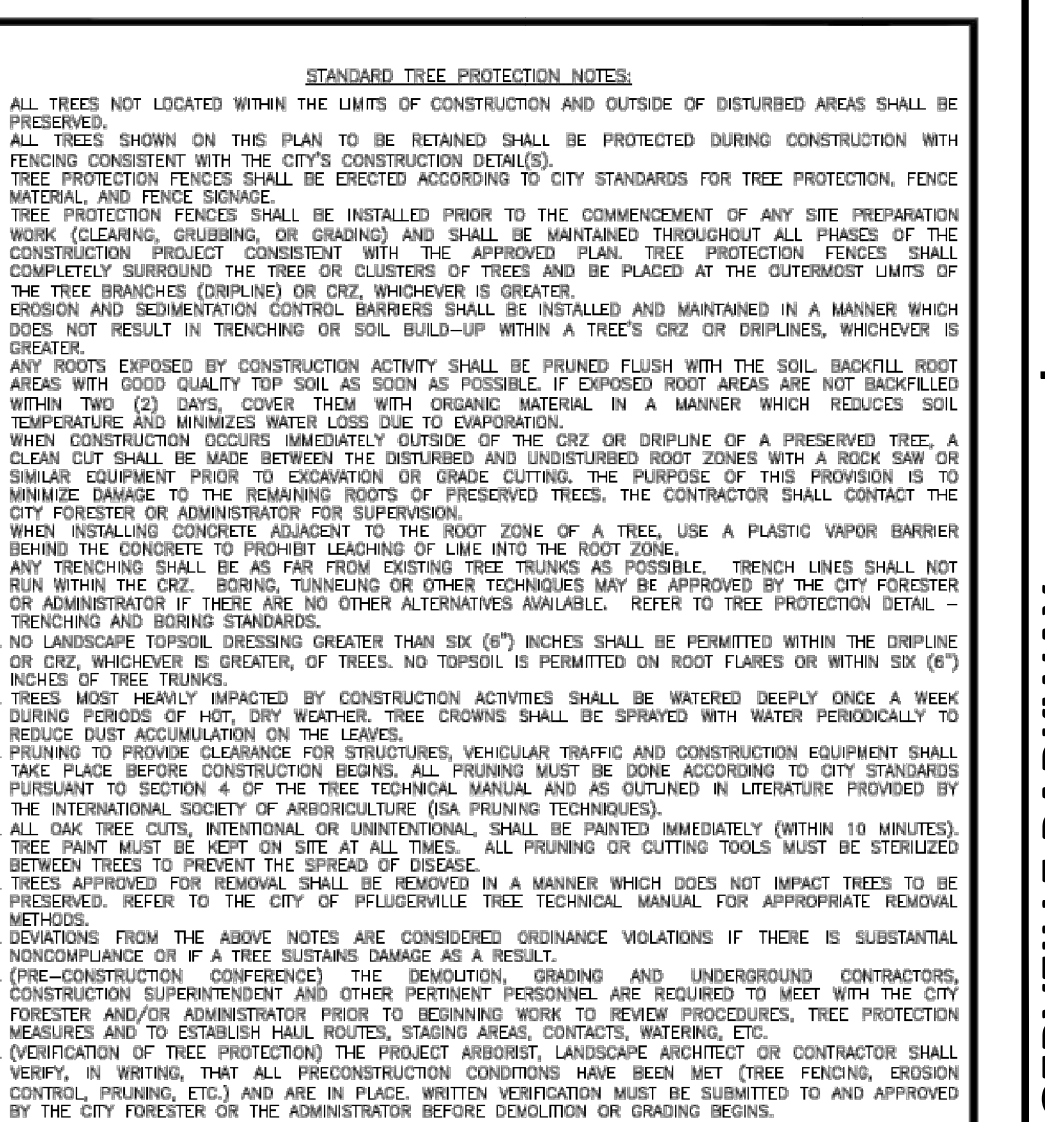 STANDARD TREE PROTECTION NOTES:
ALL TREES NOT LOCATED WITHIN THE LIMITS OF CONSTRUCTION AND OUTSIDE OF DISTURBED AREAS SHALL BE
PRESERVED.
ALL TREES SHOWN ON THIS PLAN TO BE RETAINED SHALL BE PROTECTED DURING CONSTRUCTION WITH
FENCING CONSISTENT WITH THE CITY'S CONSTRUCTION DETAIL(S).
TREE PROTECTION FENCES SHALL BE ERECTED ACCORDING TO CITY STANDARDS FOR TREE PROTECTION, FENCE
MATERIAL, AND FENCE SIGNAGE.
TREE PROTECTION FENCES SHALL BE INSTALLED PRIOR TO THE COMMENCEMENT OF ANY SITE PREPARATION
WORK (CLEARING, GRUBBING, OR GRADING) AND SHALL BE MAINTAINED THROUGHOUT ALL PHASES OF THE
CONSTRUCTION PROJECT CONSISTENT WITH THE APPROVED PLAN. TREE PROTECTION FENCES SHALL
COMPLETELY SURROUND THE TREE OR CLUSTERS OF TREES AND BE PLACED AT THE OUTERMOST LIMITS OF
THE TREE BRANCHES (DRIPLINE) OR CRZ, WHICHEVER IS GREATER.
EROSION AND SEDIMENTATION CONTROL BARRIERS SHALL BE INSTALLED AND MAINTAINED IN A MANNER WHICH
DOES NOT RESULT IN TRENCHING OR SOIL BUILD-UP WITHIN A TREE'S CRZ OR DRIPLINES, WHICHEVER IS
GREATER.
ANY ROOTS EXPOSED BY CONSTRUCTION ACTIVITY SHALL BE PRUNED FLUSH WITH THE SOIL. BACKFILL ROOT
AREAS WITH GOOD QUALITY TOP SOIL AS SOON AS POSSIBLE. IF EXPOSED ROOT AREAS ARE NOT BACKFILLED
WITHIN TWO (2) DAYS, COVER THEM WITH ORGANIC MATERIAL IN A MANNER WHICH REDUCES SOIL
TEMPERATURE AND MINIMIZES WATER LOSS DUE TO EVAPORATION.
WHEN CONSTRUCTION OCCURS IMMEDIATELY OUTSIDE OF THE CRZ OR DRIPLINE OF A PRESERVED TREE, A
CLEAN CUT SHALL BE MADE BETWEEN THE DISTURBED AND UNDISTURBED ROOT ZONES WITH A ROCK SAW OR
SIMILAR EQUIPMENT PRIOR TO EXCAVATION OR GRADE CUTTING. THE PURPOSE OF THIS PROVISION IS TO
MINIMIZE DAMAGE TO THE REMAINING ROOTS OF PRESERVED TREES. THE CONTRACTOR SHALL CONTACT THE
CITY FORESTER OR ADMINISTRATOR FOR SUPERVISION.
WHEN INSTALLING CONCRETE ADJACENT TO THE ROOT ZONE OF A TREE, USE A PLASTIC VAPOR BARRIER
BEHIND THE CONCRETE TO PROHIBIT LEACHING OF LIME INTO THE ROOT ZONE.
ANY TRENCHING SHALL BE AS FAR FROM EXISTING TREE TRUNKS AS POSSIBLE. TRENCH LINES SHALL NOT
RUN WITHIN THE CRZ. BORING, TUNNELING OR OTHER TECHNIQUES MAY BE APPROVED BY THE CITY FORESTER
OR ADMINISTRATOR IF THERE ARE NO OTHER ALTERNATIVES AVAILABLE. REFER TO TREE PROTECTION DETAIL -
TRENCHING AND BORING STANDARDS.
. NO LANDSCAPE TOPSOIL DRESSING GREATER THAN SIX (6") INCHES SHALL BE PERMITTED WITHIN THE DRIPLINE
OR CRZ, WHICHEVER IS GREATER, OF TREES. NO TOPSOIL IS PERMITTED ON ROOT FLARES OR WITHIN SIX (6")
INCHES OF TREE TRUNKS.
. TREES MOST HEAVILY IMPACTED BY CONSTRUCTION ACTIVITIES SHALL BE WATERED DEEPLY ONCE A WEEK
DURING PERIODS OF HOT, DRY WEATHER. TREE CROWNS SHALL BE SPRAYED WITH WATER PERIODICALLY TO
REDUCE DUST ACCUMULATION ON THE LEAVES.
. PRUNING TO PROVIDE CLEARANCE FOR STRUCTURES, VEHICULAR TRAFFIC AND CONSTRUCTION EQUIPMENT SHALL
TAKE PLACE BEFORE CONSTRUCTION BEGINS. ALL PRUNING MUST BE DONE ACCORDING TO CITY STANDARDS
PURSUANT TO SECTION 4 OF THE TREE TECHNICAL MANUAL AND AS OUTLINED IN LITERATURE PROVIDED BY
THE INTERNATIONAL SOCIETY OF ARBORICULTURE (ISA PRUNING TECHNIQUES).
. ALL OAK TREE CUTS, INTENTIONAL OR UNINTENTIONAL, SHALL BE PAINTED IMMEDIATELY (WITHIN 10 MINUTES).
TREE PAINT MUST BE KEPT ON SITE AT ALL TIMES. ALL PRUNING OR CUTTING TOOLS MUST BE STERILIZED
BETWEEN TREES TO PREVENT THE SPREAD OF DISEASE.
. TREES APPROVED FOR REMOVAL SHALL BE REMOVED IN A MANNER WHICH DOES NOT IMPACT TREES TO BE
PRESERVED. REFER TO THE CITY OF PFLUGERVILLE TREE TECHNICAL MANUAL FOR APPROPRIATE REMOVAL
METHODS.
. DEVIATIONS FROM THE ABOVE NOTES ARE CONSIDERED ORDINANCE VIOLATIONS IF THERE IS SUBSTANTIAL
NONCOMPLIANCE OR IF A TREE SUSTAINS DAMAGE AS A RESULT.
. (PRE-CONSTRUCTION CONFERENCE) THE DEMOLITION, GRADING AND UNDERGROUND CONTRACTORS,
CONSTRUCTION SUPERINTENDENT AND OTHER PERTINENT PERSONNEL ARE REQUIRED TO MEET WITH THE CITY
FORESTER AND/OR ADMINISTRATOR PRIOR TO BEGINNING WORK TO REVIEW PROCEDURES, TREE PROTECTION
MEASURES AND TO ESTABLISH HAUL ROUTES, STAGING AREAS, CONTACTS, WATERING, ETC.
. (VERIFICATION OF TREE PROTECTION) THE PROJECT ARBORIST, LANDSCAPE ARCHITECT OR CONTRACTOR SHALL
VERIFY, IN WRITING, THAT ALL PRECONSTRUCTION CONDITIONS HAVE BEEN MET (TREE FENCING, EROSION
CONTROL, PRUNING, ETC.) AND ARE IN PLACE. WRITTEN VERIFICATION MUST BE SUBMITTED TO AND APPROVED
BY THE CITY FORESTER OR THE ADMINISTRATOR BEFORE DEMOLITION OR GRADING BEGINS.